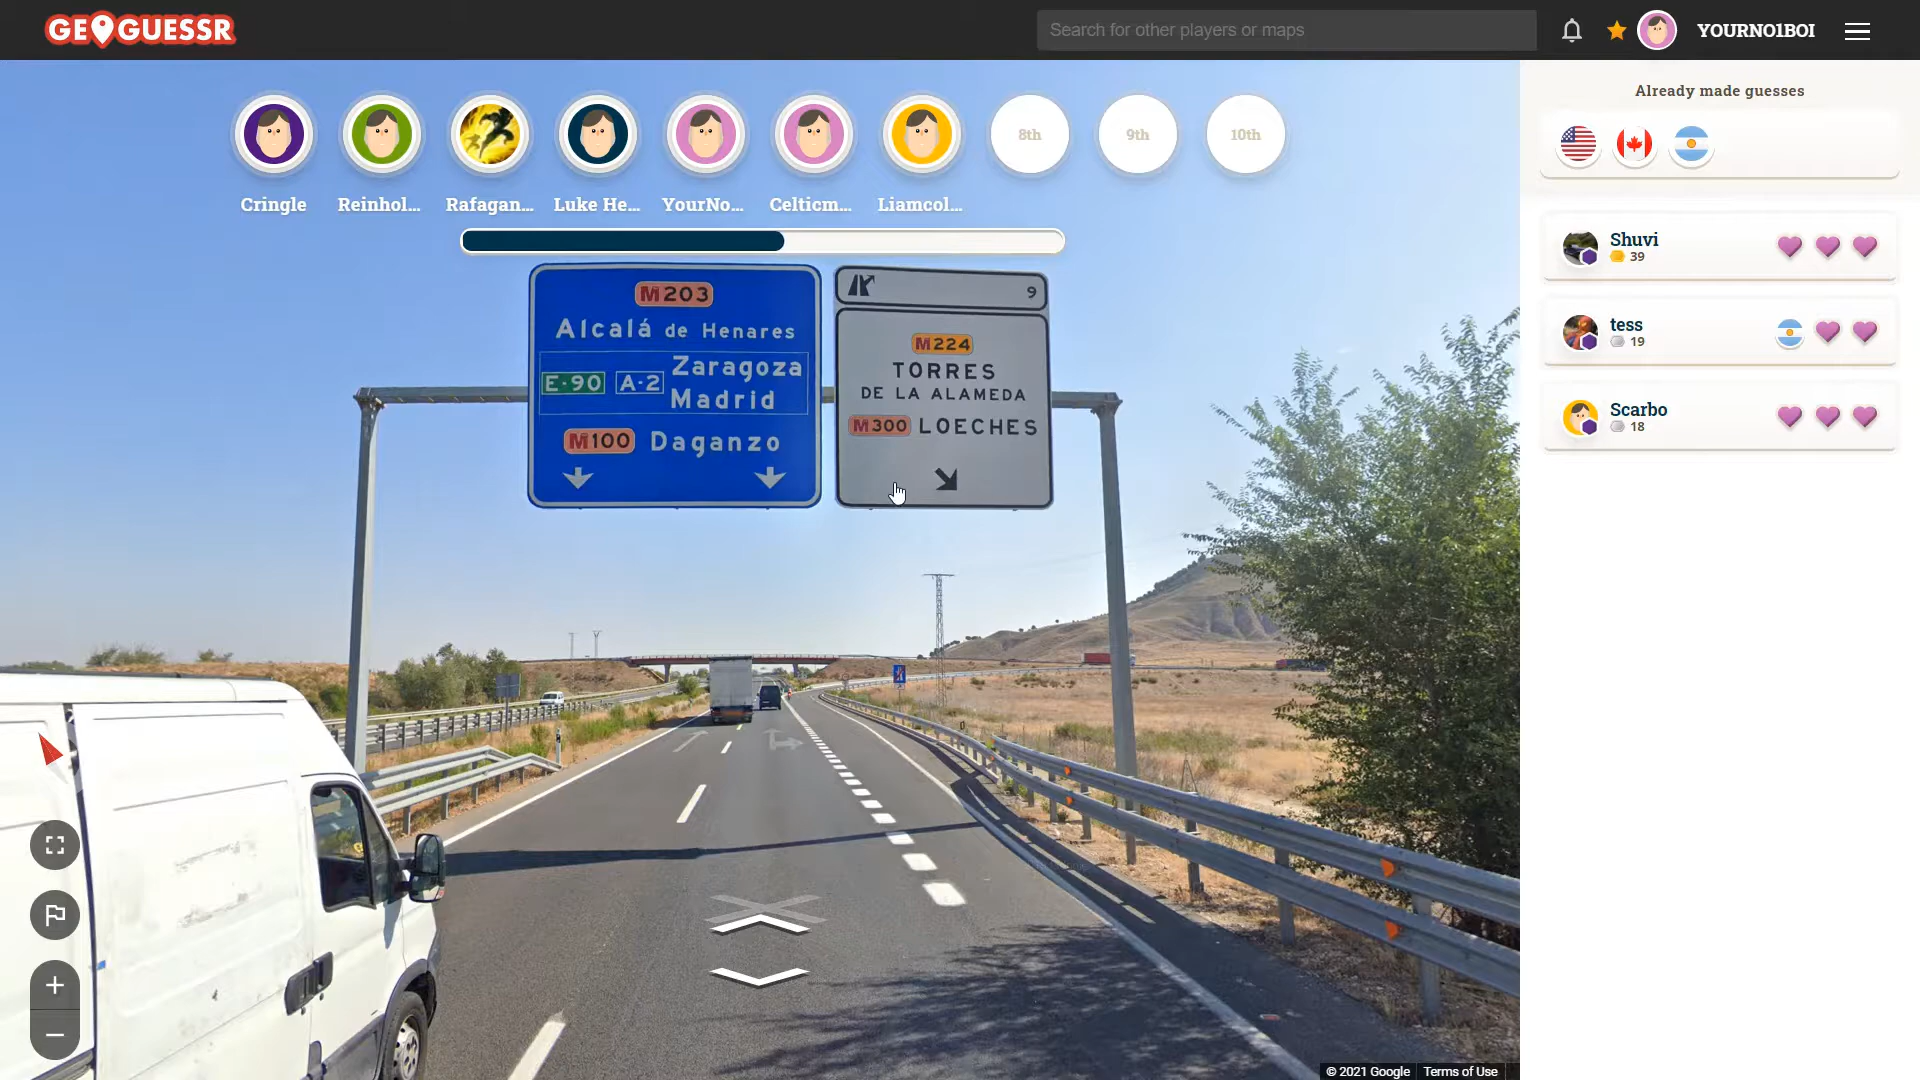 GEOGUESSR
Search for other players or maps
YOURNO1BOI
Already made guesses
8th
9th
10th
Cringle
Reinhol...
Rafagan...
Luke He...
YourNo...
Celticm...
Liamcol...
Shuvi
39
tess
19
Scarbo
18
M203
Alcalá de Henares
E-90 A-2 Zaragoza
Madrid
M100 Daganzo
9
M224
TORRES
DE LA ALAMEDA
M300 LOECHES
© 2021 Google
Terms of Use